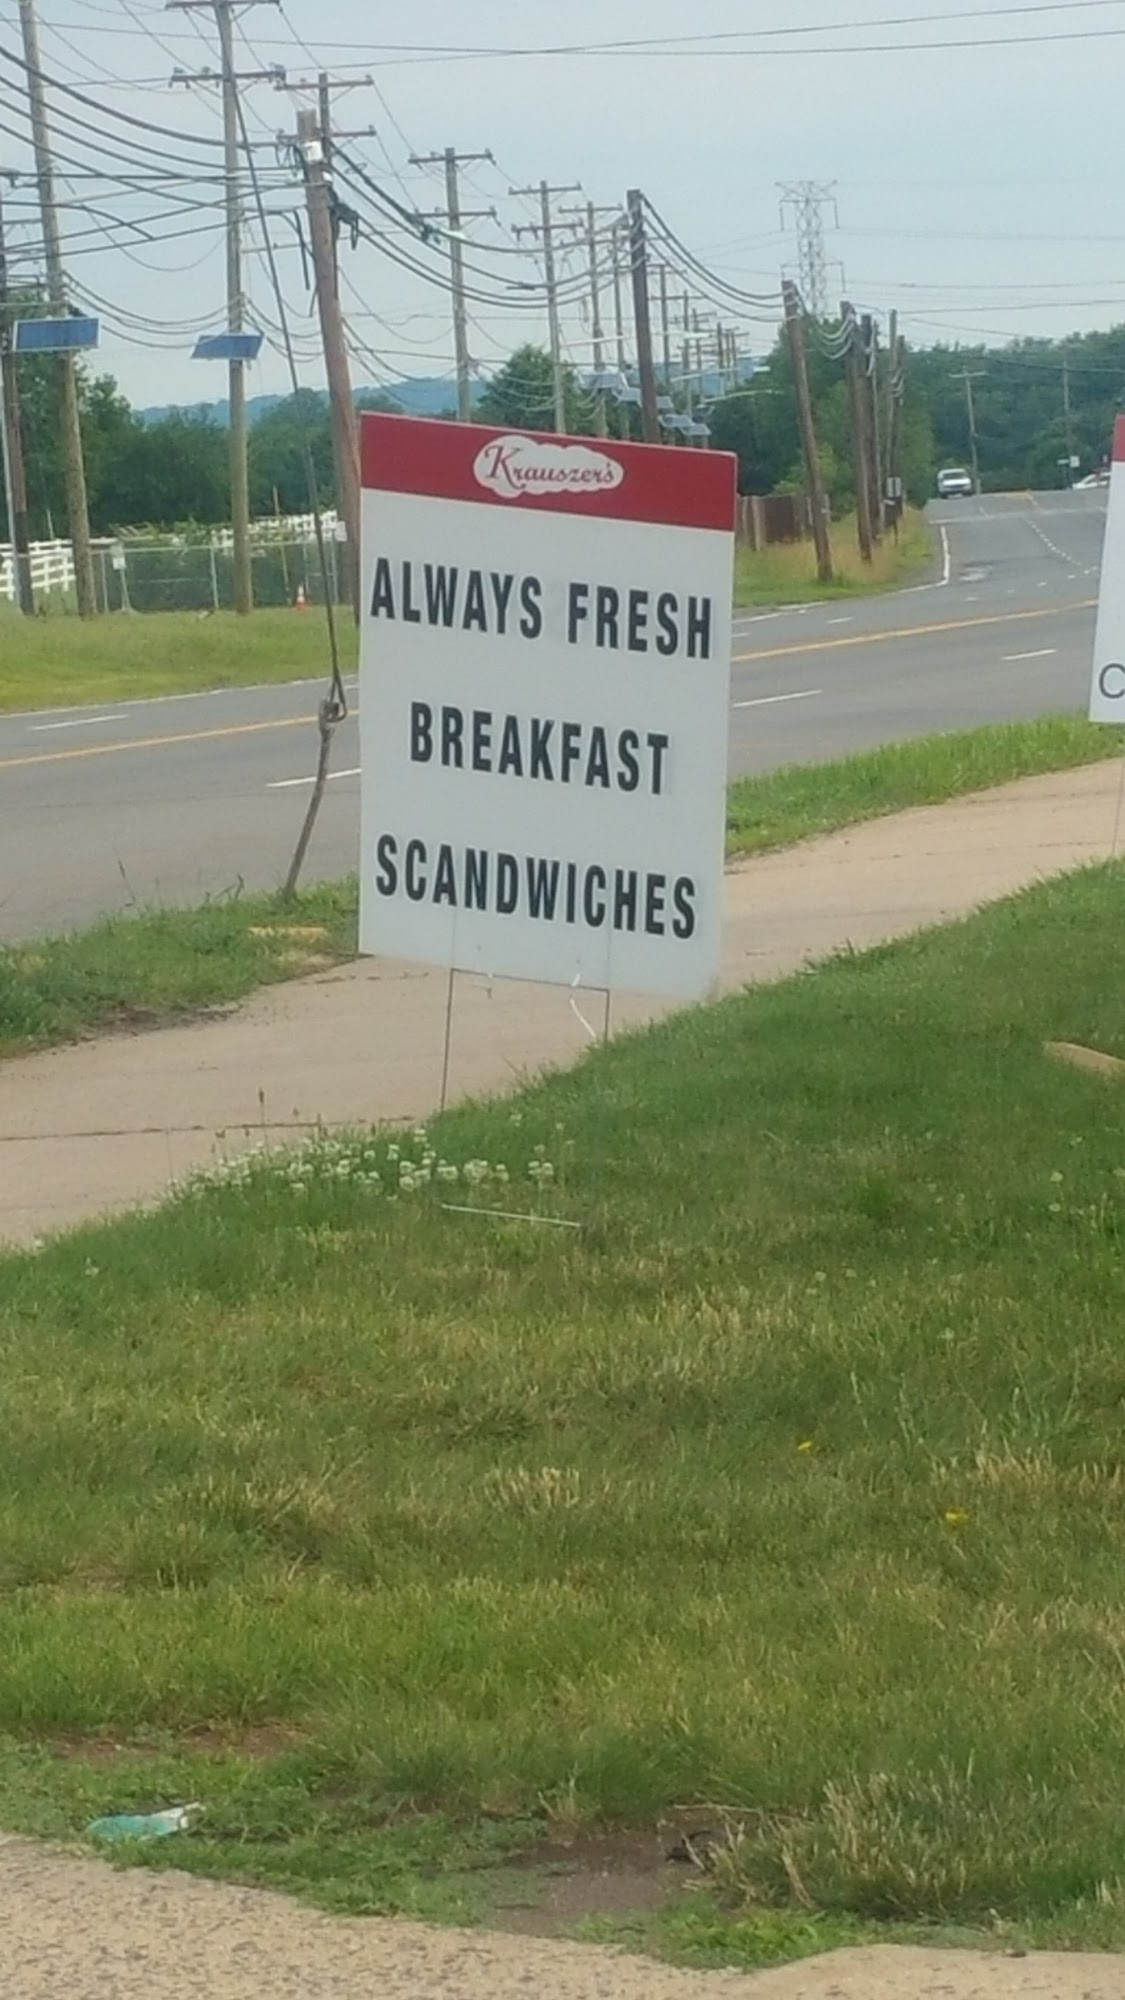 Krauszer's
ALWAYS FRESH
BREAKFAST
SCANDWICHES
C